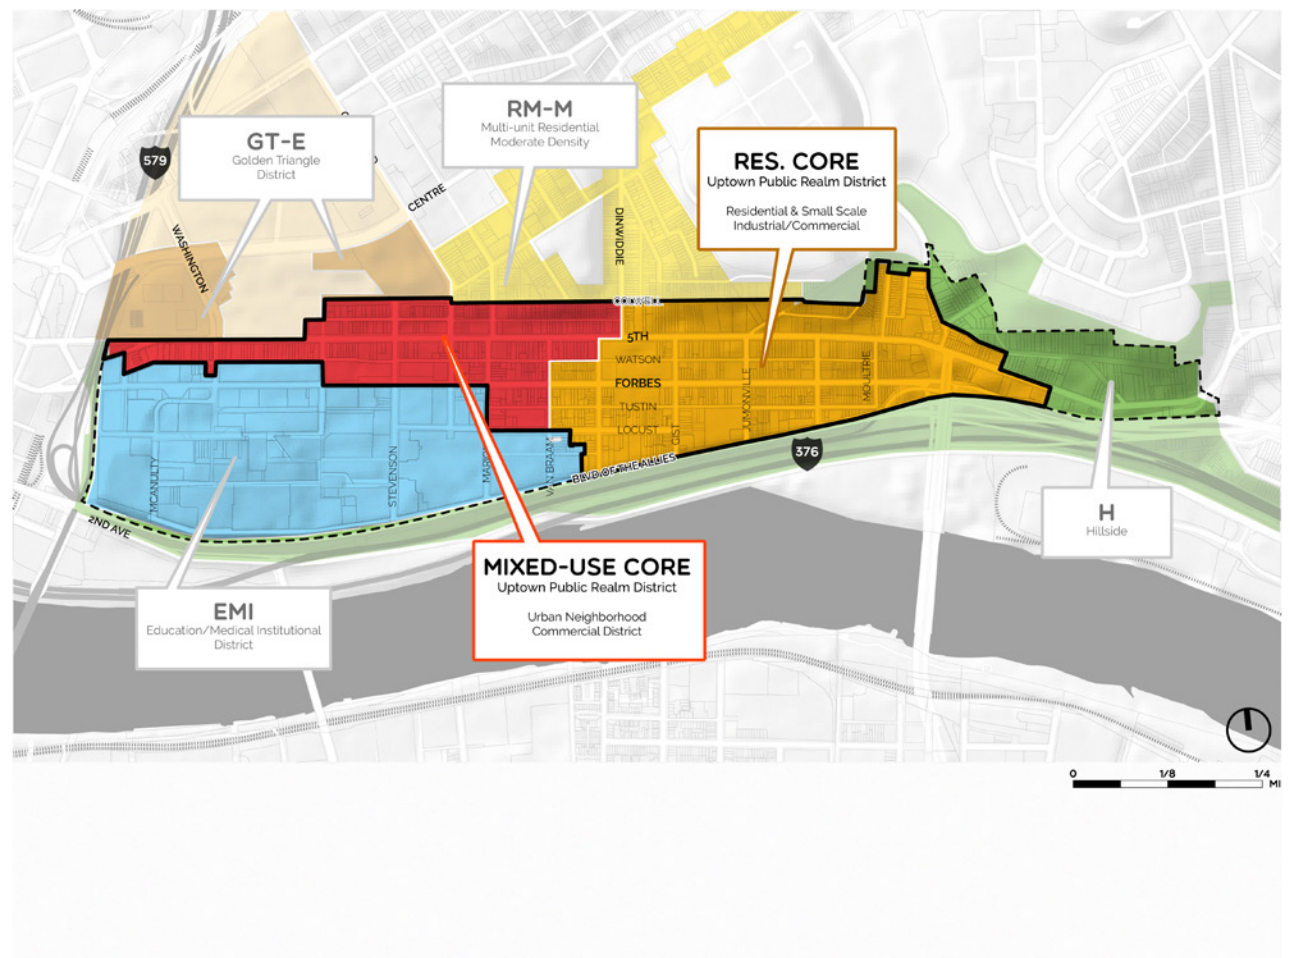 RM-M
Multi-unit Residential
Moderate Density
GT-E
Golden Triangle
District
579
RES. CORE
Uptown Public Realm District
Residential & Small Scale
Industrial/Commercial
CENTRE
WASHINGTON
DINWIDDIE
COLWELL
5TH
WATSON
FORBES
TUSTIN
LOCUST
GIST
JUMONVILLE
MOULTRIE
376
BLVD OF THE ALLIES
MCANULTY
STEVENSON
VAN BRAAM
2ND AVE
H
Hillside
MIXED-USE CORE
Uptown Public Realm District
Urban Neighborhood
Commercial District
EMI
Education/Medical Institutional
District
0 1/8 1/4
MI